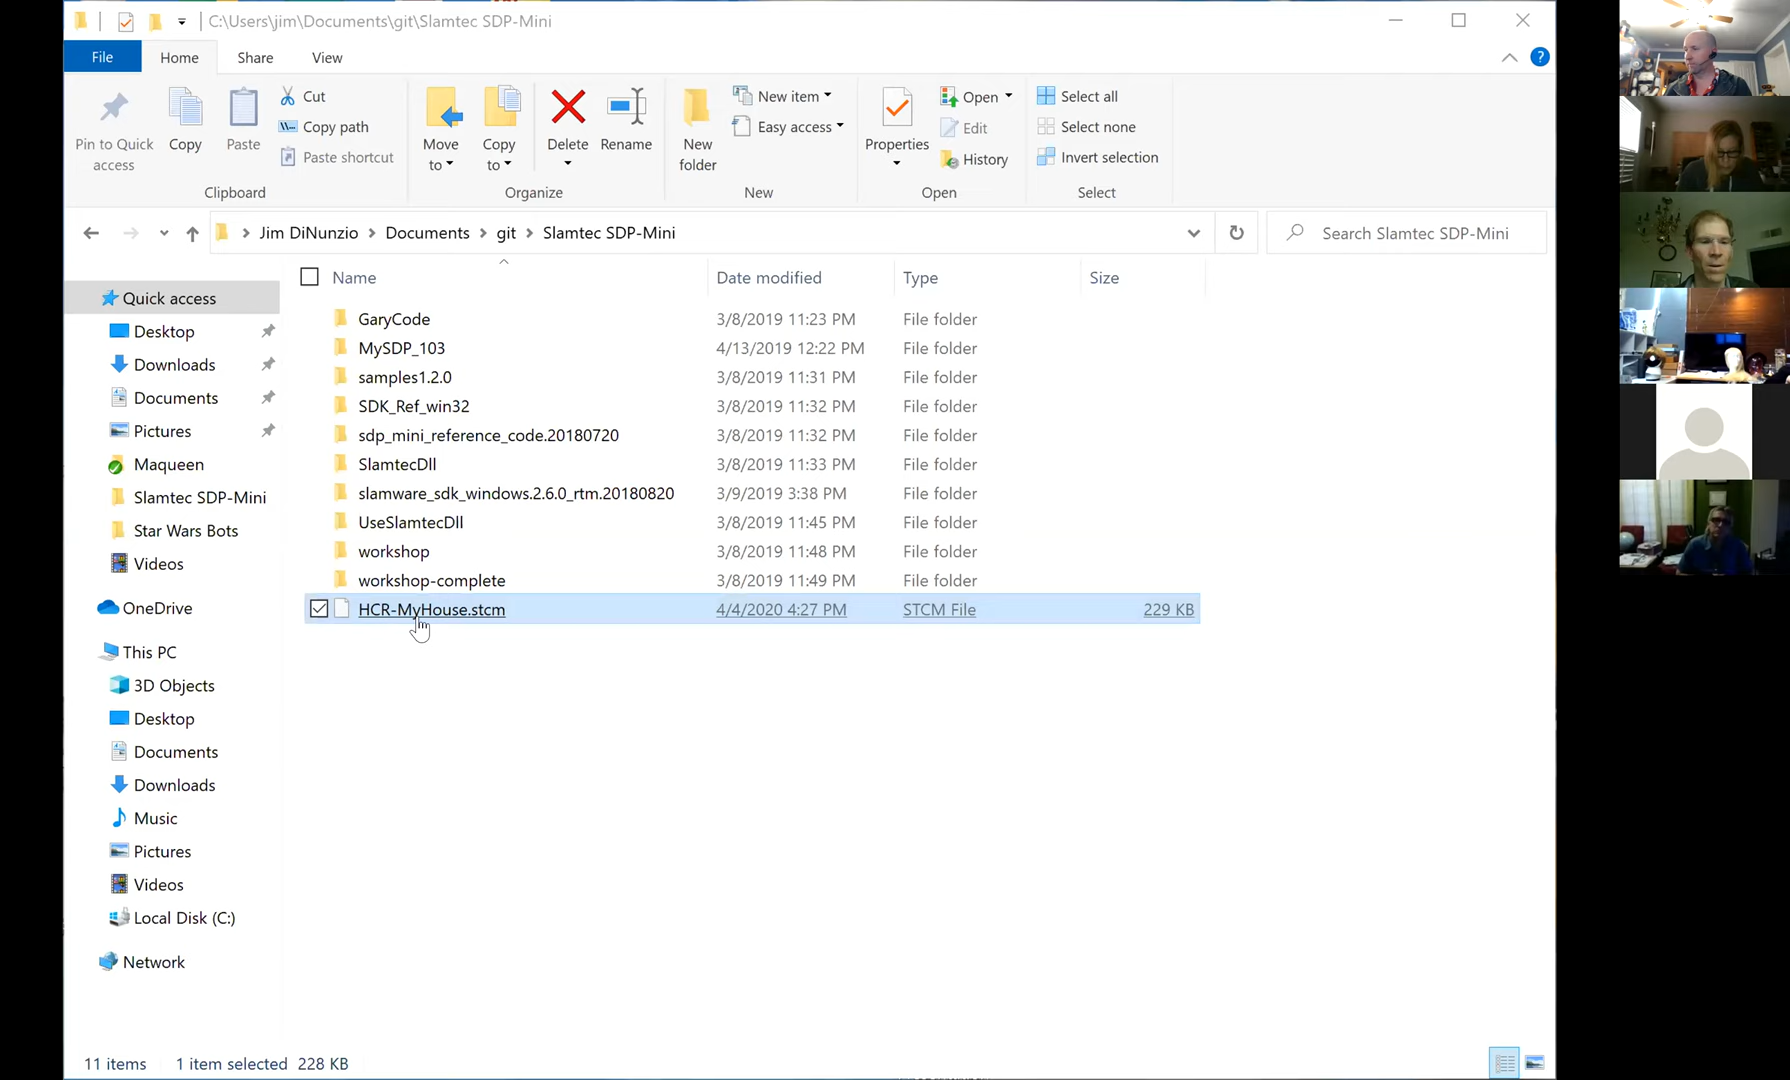 C:\Users\jim\Documents\git\Slamtec SDP-Mini
File Home Share View
Pin to Quick access
Copy
Paste
Cut
Copy path
Paste shortcut
Clipboard
Move to
Copy to
Delete
Rename
Organize
New folder
New item
Easy access
New
Properties
Open
Edit
History
Open
Select all
Select none
Invert selection
Select
Jim DiNunzio Documents git Slamtec SDP-Mini
Search Slamtec SDP-Mini
Quick access
Desktop
Downloads
Documents
Pictures
Maqueen
Slamtec SDP-Mini
Star Wars Bots
Videos
OneDrive
This PC
3D Objects
Desktop
Documents
Downloads
Music
Pictures
Videos
Local Disk (C:)
Network
Name Date modified Type Size
GaryCode 3/8/2019 11:23 PM File folder
MySDP_103 4/13/2019 12:22 PM File folder
samples1.2.0 3/8/2019 11:31 PM File folder
SDK_Ref_win32 3/8/2019 11:32 PM File folder
sdp_mini_reference_code.20180720 3/8/2019 11:32 PM File folder
SlamtecDll 3/8/2019 11:33 PM File folder
slamware_sdk_windows.2.6.0_rtm.20180820 3/9/2019 3:38 PM File folder
UseSlamtecDll 3/8/2019 11:45 PM File folder
workshop 3/8/2019 11:48 PM File folder
workshop-complete 3/8/2019 11:49 PM File folder
HCR-MyHouse.stcm 4/4/2020 4:27 PM STCM File 229 KB
11 items 1 item selected 228 KB